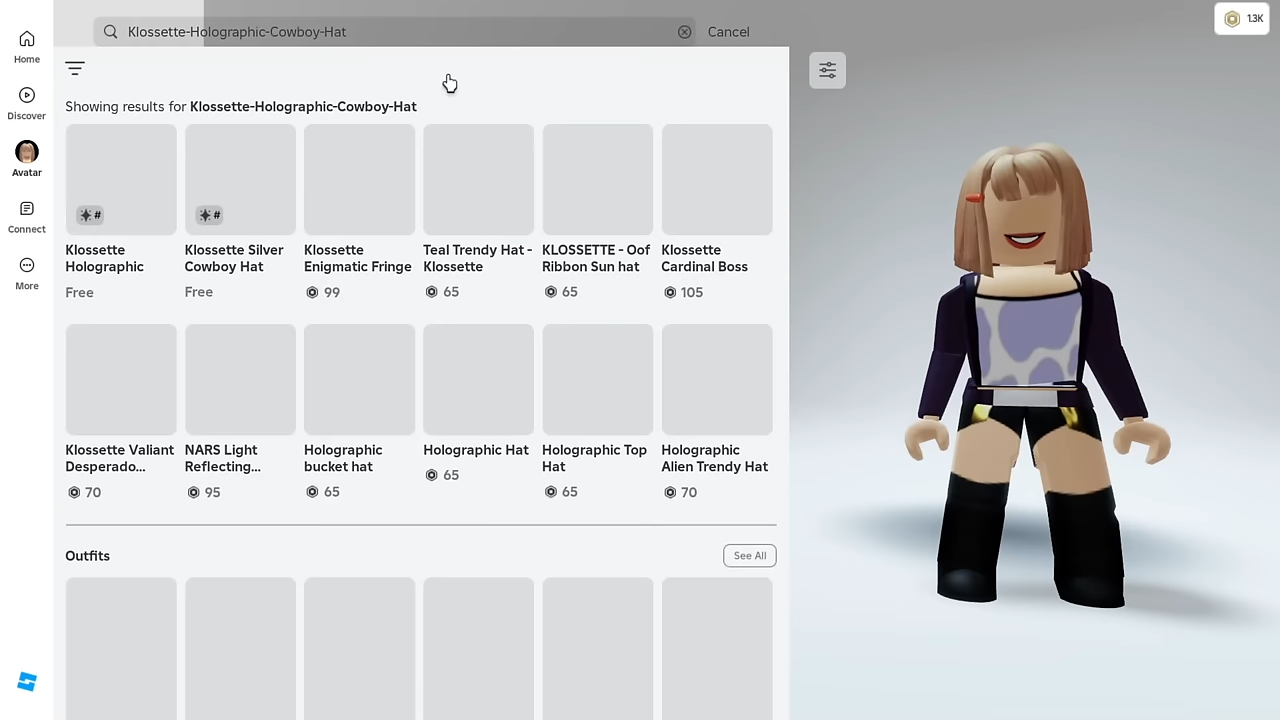 Klossette-Holographic-Cowboy-Hat
Cancel
1.3K
Home
Discover
Avatar
Connect
More
Showing results for Klossette-Holographic-Cowboy-Hat
#
#
Klossette
Holographic
Free
Klossette Silver
Cowboy Hat
Free
Klossette
Enigmatic Fringe
99
Teal Trendy Hat -
Klossette
65
KLOSSETTE - Oof
Ribbon Sun hat
65
Klossette
Cardinal Boss
105
Klossette Valiant
Desperado...
70
NARS Light
Reflecting...
95
Holographic
bucket hat
65
Holographic Hat
65
Holographic Top
Hat
65
Holographic
Alien Trendy Hat
70
Outfits
See All